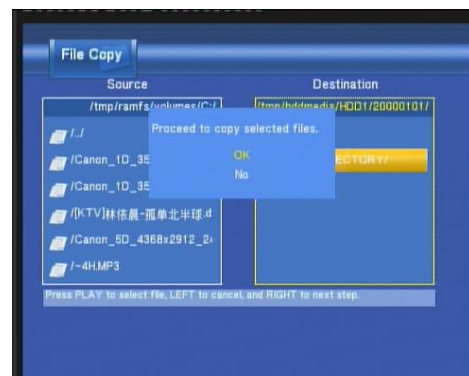 File Copy
Source
Destination
/tmp/ramfs/volumes/C:/
/tmp/hddmedia/HDD1/20000101/
Proceed to copy selected files.
OK
No
/../
/Canon_1D_35
ECTORY/
/Canon_1D_35
/[KTV]林依晨-孤单北半球.d
/Canon_5D_4368x2912_24
/~4H.MP3
Press PLAY to select file, LEFT to cancel, and RIGHT to next step.